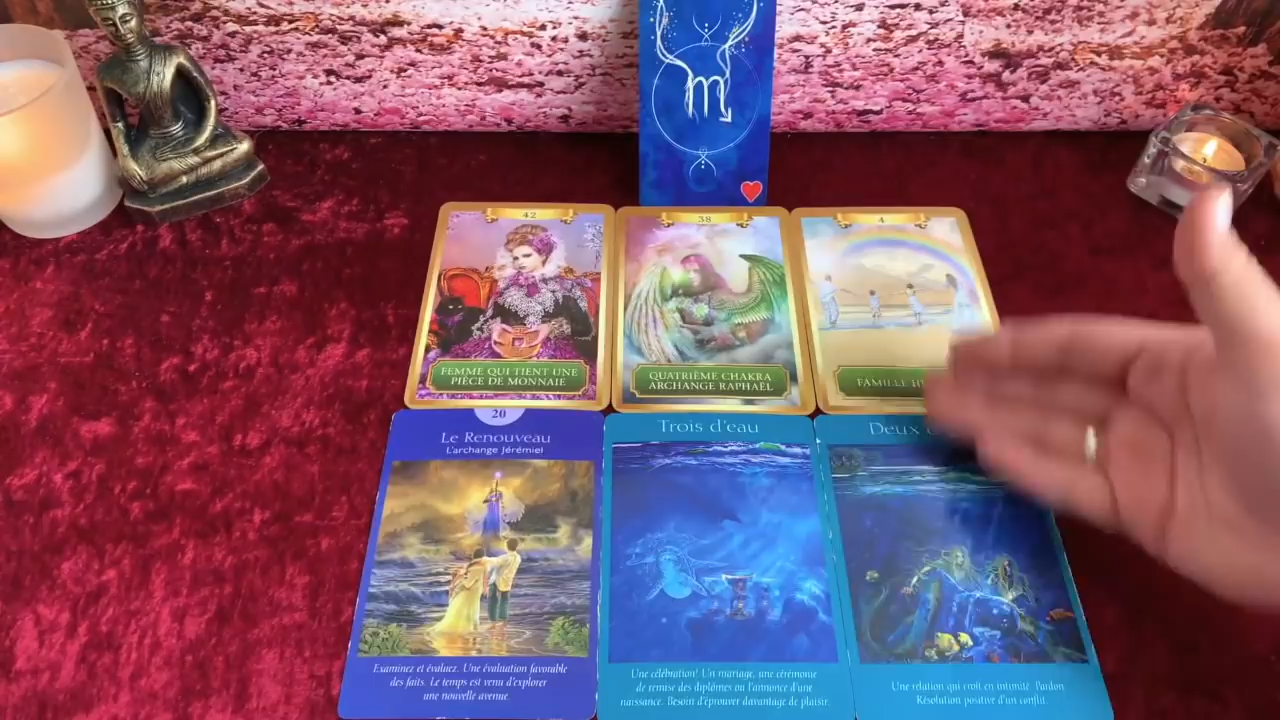 42
FEMME QUI TIENT UNE
PIÈCE DE MONNAIE
38
QUATRIÈME CHAKRA
ARCHANGE RAPHAËL
4
FAMILLE
20
Le Renouveau
L'archange Jérémiel
Examinez et évaluez. Une évaluation favorable
des faits. Le temps est venu d'explorer
une nouvelle avenue.
Trois d'eau
Une célébration! Un mariage, une cérémonie
de remise des diplômes ou l'annonce d'une
naissance. Besoin d'éprouver davantage de plaisir.
Deux
Une relation qui croît en intimité. Pardon.
Résolution positive d'un conflit.